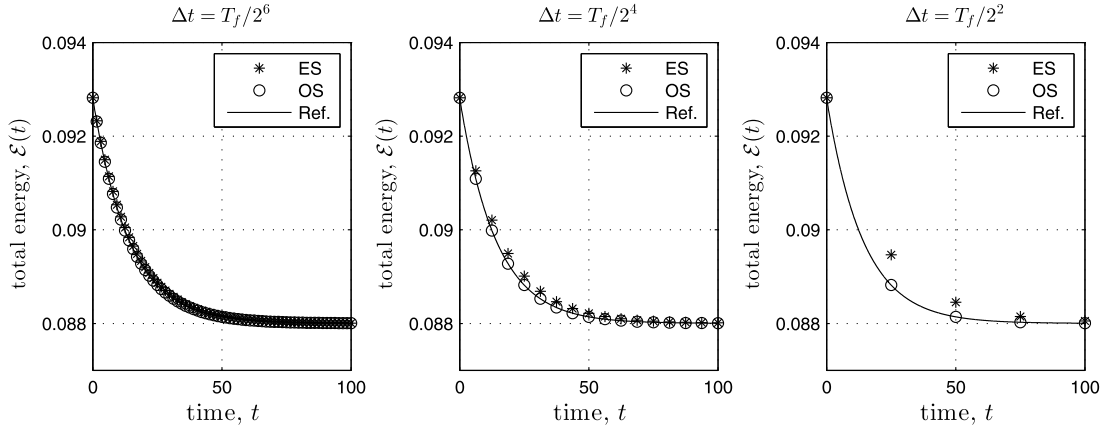 Δt = T_f/2^6
0.094
0.092
0.09
0.088
0 50 100
total energy, ℰ(t)
time, t
ES
OS
Ref.
Δt = T_f/2^4
0.094
0.092
0.09
0.088
0 50 100
total energy, ℰ(t)
time, t
ES
OS
Ref.
Δt = T_f/2^2
0.094
0.092
0.09
0.088
0 50 100
total energy, ℰ(t)
time, t
ES
OS
Ref.